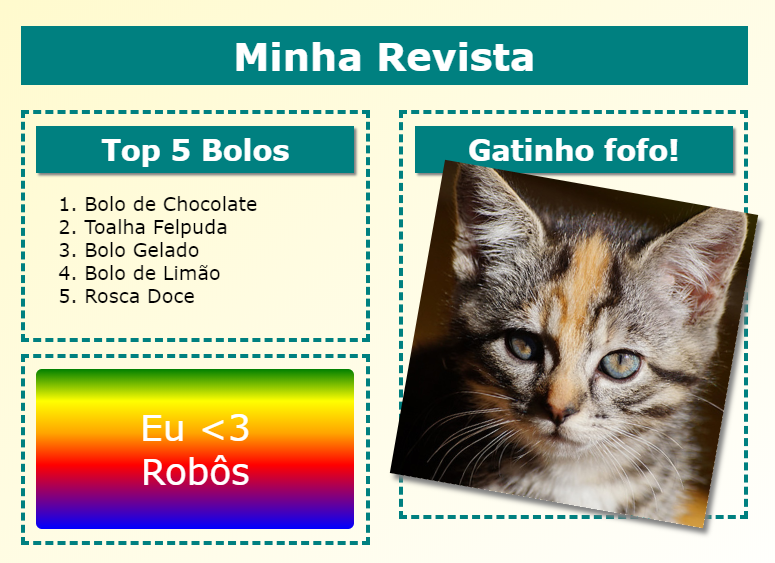 Minha Revista
Top 5 Bolos
1. Bolo de Chocolate
2. Toalha Felpuda
3. Bolo Gelado
4. Bolo de Limão
5. Rosca Doce
Eu <3
Robôs
Gatinho fofo!